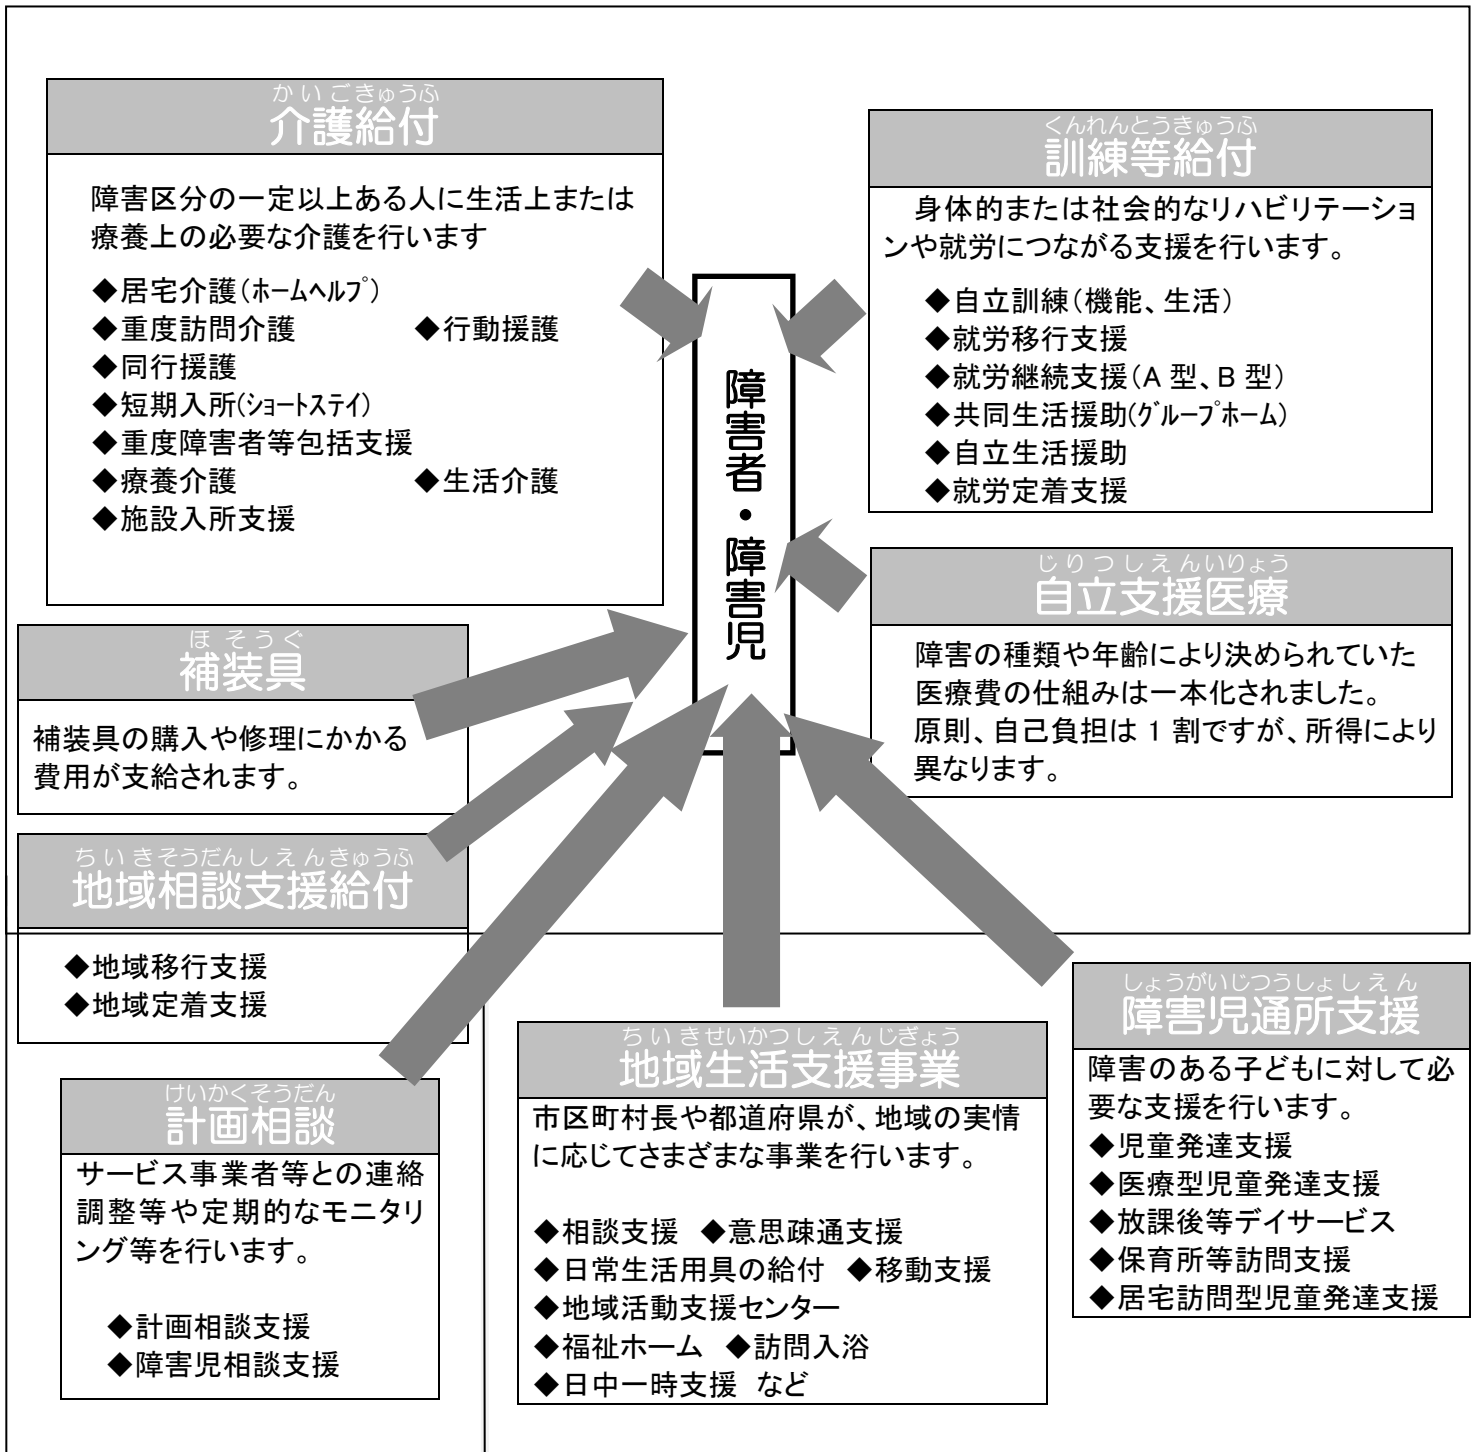 かいごきゅうふ
介護給付
障害区分の一定以上ある人に生活上または
療養上の必要な介護を行います
◆居宅介護(ﾎｰﾑﾍﾙﾌﾟ)
◆重度訪問介護 ◆行動援護
◆同行援護
◆短期入所(ｼｮｰﾄｽﾃｲ)
◆重度障害者等包括支援
◆療養介護 ◆生活介護
◆施設入所支援
くんれんとうきゅうふ
訓練等給付
身体的または社会的なリハビリテーショ
ンや就労につながる支援を行います。
◆自立訓練(機能、生活)
◆就労移行支援
◆就労継続支援(A 型、B 型)
◆共同生活援助(ｸﾞﾙｰﾌﾟﾎｰﾑ)
◆自立生活援助
◆就労定着支援
障害者・障害児
じりつしえんいりょう
自立支援医療
障害の種類や年齢により決められていた
医療費の仕組みは一本化されました。
原則、自己負担は 1 割ですが、所得により
異なります。
ほそうぐ
補装具
補装具の購入や修理にかかる
費用が支給されます。
ちいきそうだんしえんきゅうふ
地域相談支援給付
◆地域移行支援
◆地域定着支援
けいかくそうだん
計画相談
サービス事業者等との連絡
調整等や定期的なモニタリ
ング等を行います。
◆計画相談支援
◆障害児相談支援
ちいきせいかつしえんじぎょう
地域生活支援事業
市区町村長や都道府県が、地域の実情
に応じてさまざまな事業を行います。
◆相談支援 ◆意思疎通支援
◆日常生活用具の給付 ◆移動支援
◆地域活動支援センター
◆福祉ホーム ◆訪問入浴
◆日中一時支援 など
しょうがいじつうしょしえん
障害児通所支援
障害のある子どもに対して必
要な支援を行います。
◆児童発達支援
◆医療型児童発達支援
◆放課後等デイサービス
◆保育所等訪問支援
◆居宅訪問型児童発達支援